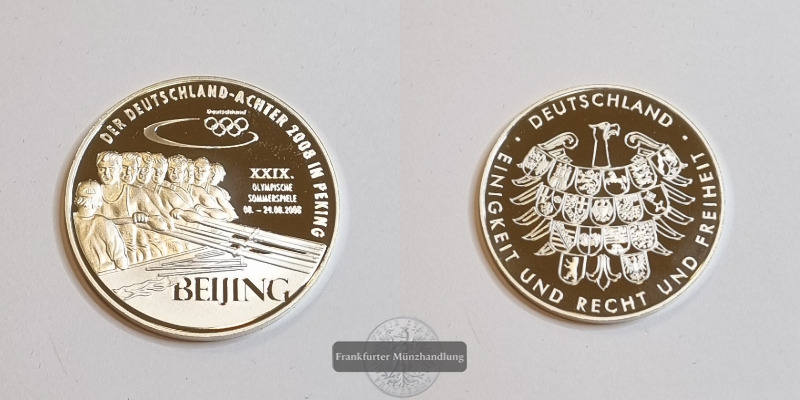 DER DEUTSCHLAND-ACHTER 2008 IN PEKING
Deutschland
XXIX.
OLYMPISCHE
SOMMERSPIELE
08. – 24.08.2008
BEIJING
DEUTSCHLAND
EINIGKEIT UND RECHT UND FREIHEIT
Frankfurter Münzhandlung